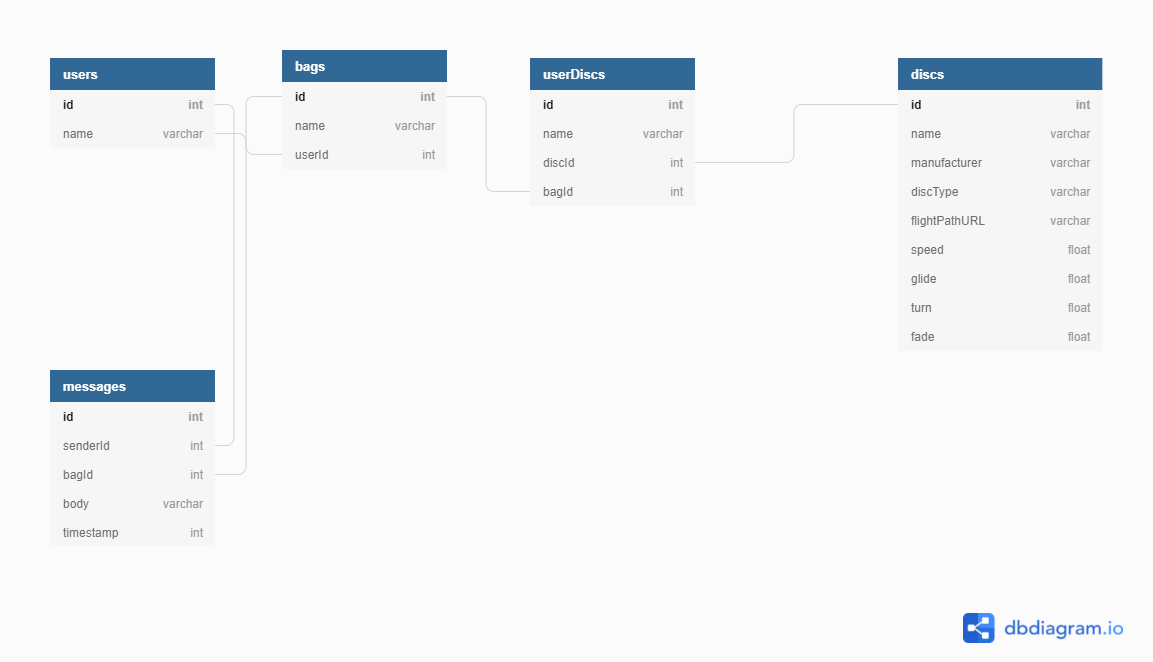 users
id int
name varchar
bags
id int
name varchar
userId int
userDiscs
id int
name varchar
discId int
bagId int
discs
id int
name varchar
manufacturer varchar
discType varchar
flightPathURL varchar
speed float
glide float
turn float
fade float
messages
id int
senderId int
bagId int
body varchar
timestamp int
dbdiagram.io